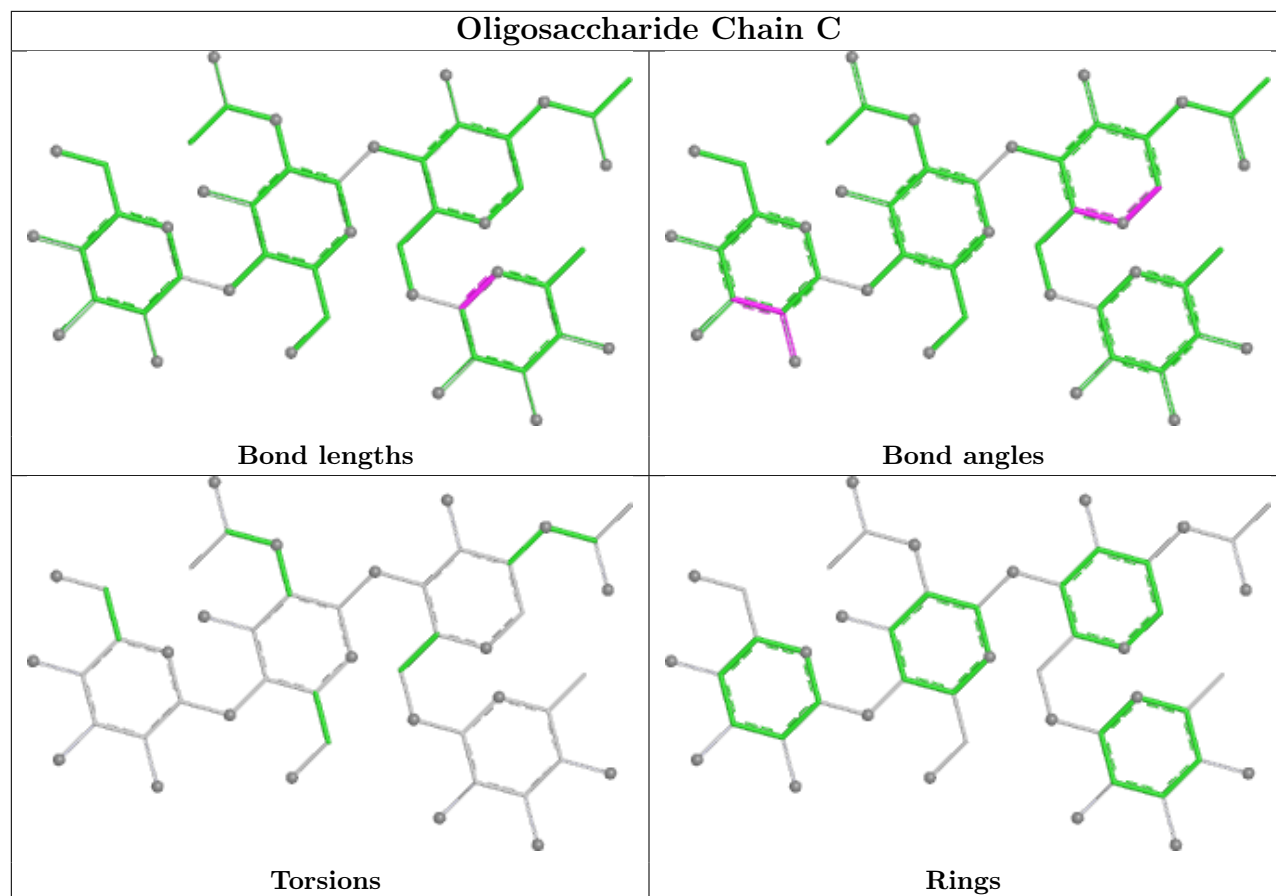 Oligosaccharide Chain C
Bond lengths
Bond angles
Torsions
Rings